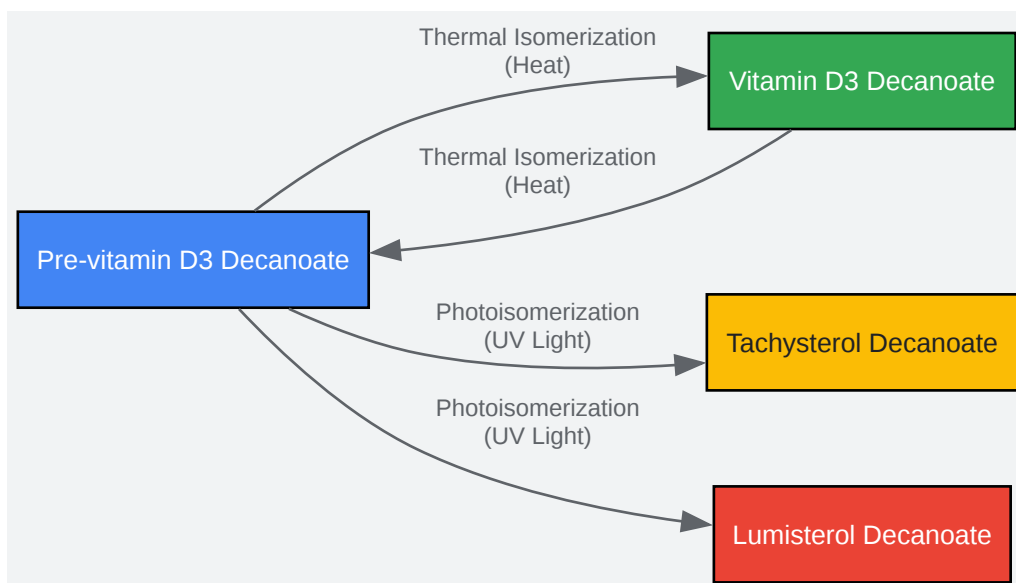 Thermal Isomerization
(Heat)
Vitamin D3 Decanoate
Thermal Isomerization
(Heat)
Pre-vitamin D3 Decanoate
Photoisomerization
(UV Light)
Tachysterol Decanoate
Photoisomerization
(UV Light)
Lumisterol Decanoate